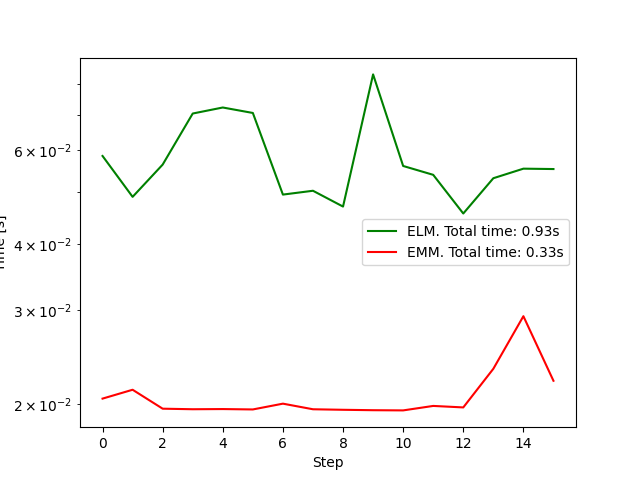 6 × 10⁻²
4 × 10⁻²
3 × 10⁻²
2 × 10⁻²
Time [s]
ELM. Total time: 0.93s
EMM. Total time: 0.33s
0 2 4 6 8 10 12 14
Step